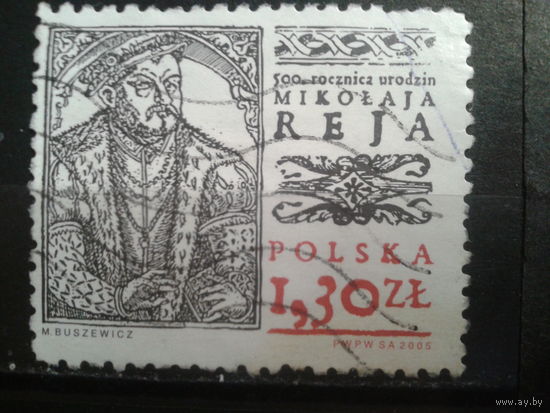 500. rocznica urodzin
MIKOŁAJA
REJA
POLSKA
1,30 ZŁ
M. BUSZEWICZ
PWPW SA 2005
www.ay.by